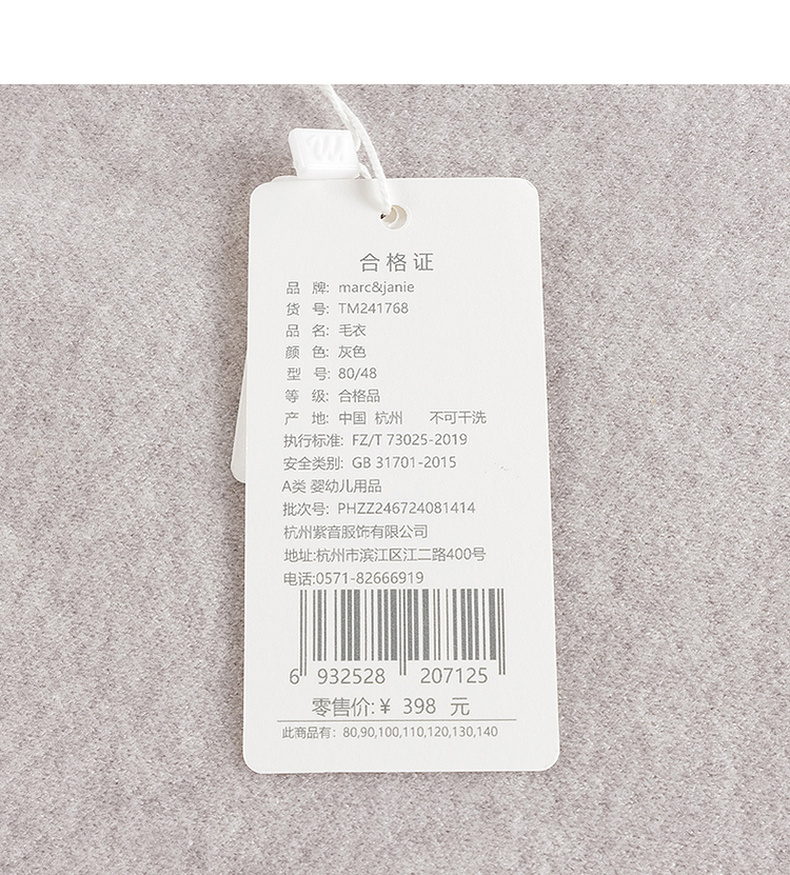 合格证
品 牌: marc&janie
货 号: TM241768
品 名: 毛衣
颜 色: 灰色
型 号: 80/48
等 级: 合格品
产 地: 中国 杭州 不可干洗
执行标准: FZ/T 73025-2019
安全类别: GB 31701-2015
A类 婴幼儿用品
批次号: PHZZ246724081414
杭州紫音服饰有限公司
地址:杭州市滨江区江二路400号
电话:0571-82666919
6 932528 207125
零售价:¥ 398 元
此商品有: 80,90,100,110,120,130,140